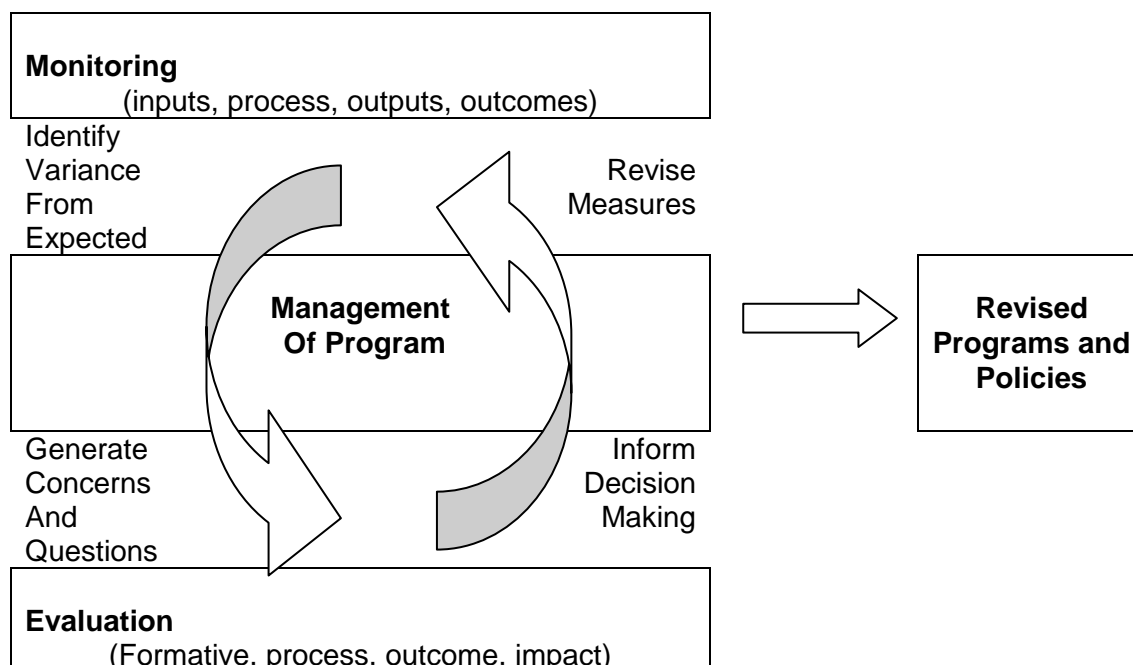 Monitoring
(inputs, process, outputs, outcomes)
Identify
Variance
From
Expected
Revise
Measures
Management
Of Program
Revised
Programs and
Policies
Generate
Concerns
And
Questions
Inform
Decision
Making
Evaluation
(Formative, process, outcome, impact)